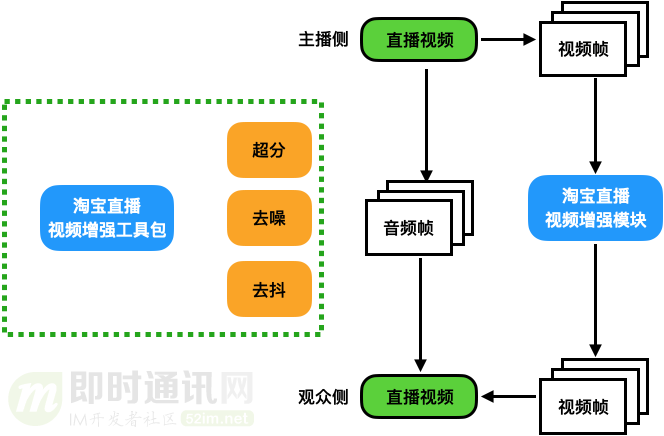 主播侧
直播视频
视频帧
超分
淘宝直播
视频增强工具包
去噪
去抖
音频帧
淘宝直播
视频增强模块
观众侧
直播视频
视频帧
m
即时通讯网
IM开发者社区
52im.net